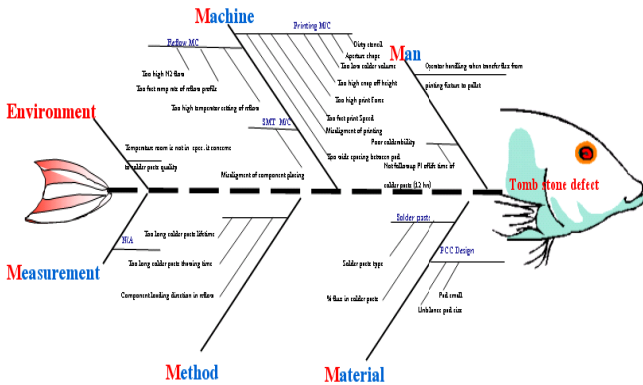 Machine
Printing M/C
Dirty stencil
Aperture shape
Too low solder volume
Too high snap off height
Too high print Force
Too fast print Speed
Misalignment of printing
Too wide spacing between pad
Reflow MC
Too high N2 flow
Too fast ramp rate of reflow profile
Too high temperature setting of reflow
SMT M/C
Misalignment of component placing
Man
Operator handling when transfer flex from
printing fixture to pallet
Poor solderability
Not follow up PI of life time of
solder paste (12 hrs)
Environment
Temperature room is not in spec. it concerns
to solder paste quality
Tomb stone defect
Measurement
N/A
Method
Too long solder paste lifetime
Too long solder paste thawing time
Component loading direction in reflow
Material
Solder paste
Solder paste type
% flux in solder paste
PCC Design
Pad small
Unbalance pad size